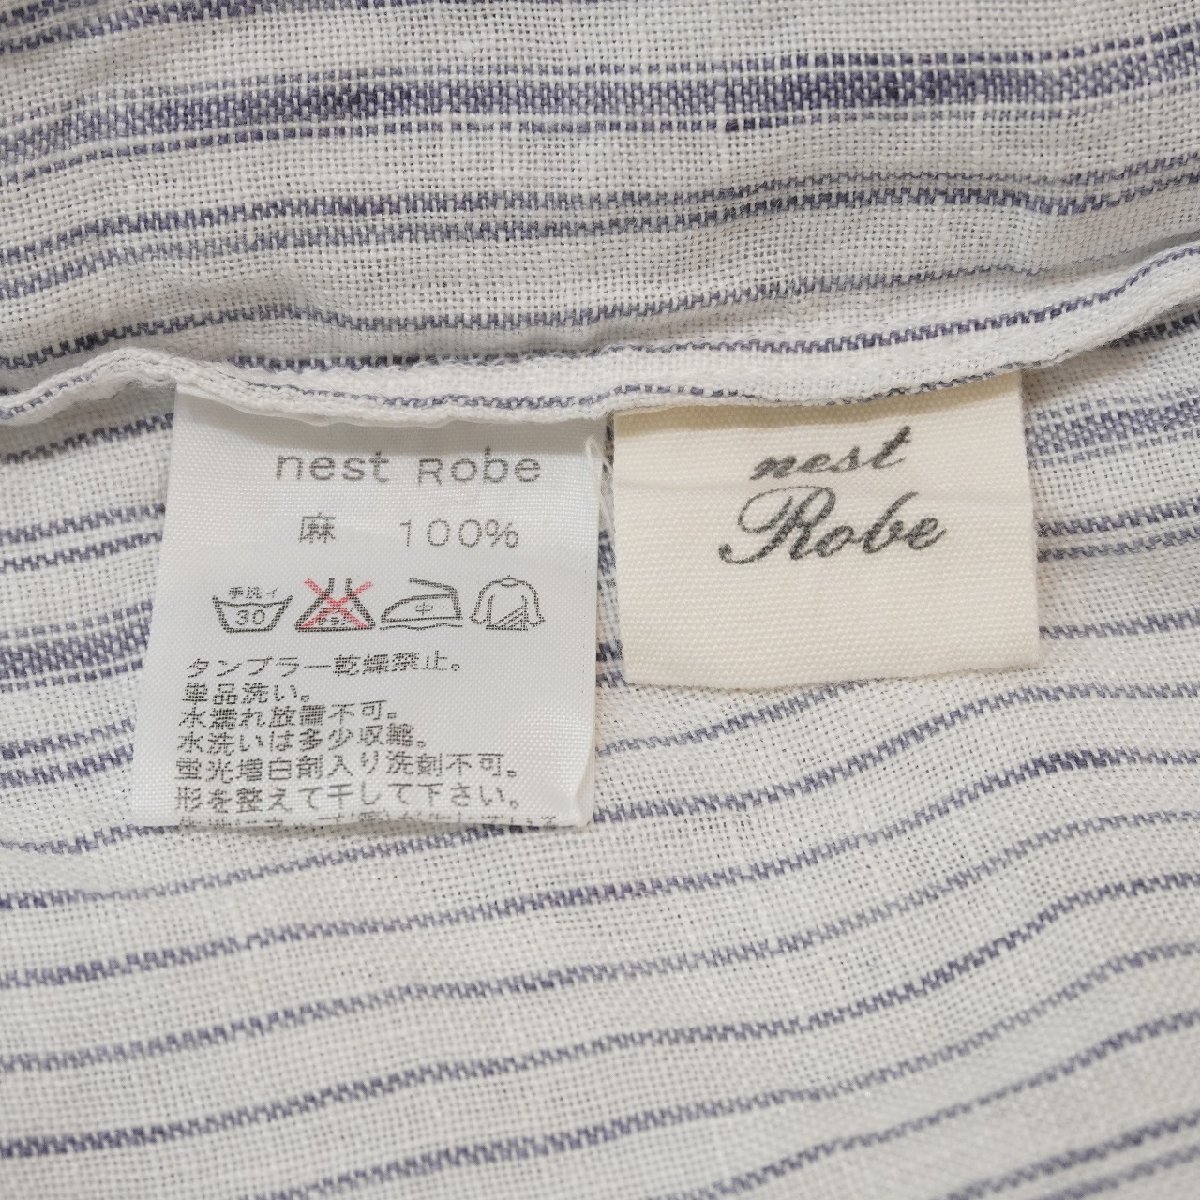 nest Robe
麻 100%
手洗イ
30
中
タンブラー乾燥禁止。
単品洗い。
水濡れ放置不可。
水洗いは多少収縮。
蛍光増白剤入り洗剤不可。
形を整えて干して下さい。
nest
Robe